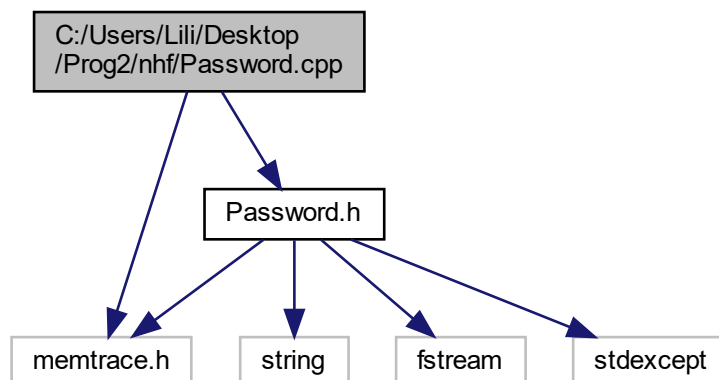 C:/Users/Lili/Desktop
/Prog2/nhf/Password.cpp
Password.h
memtrace.h
string
fstream
stdexcept